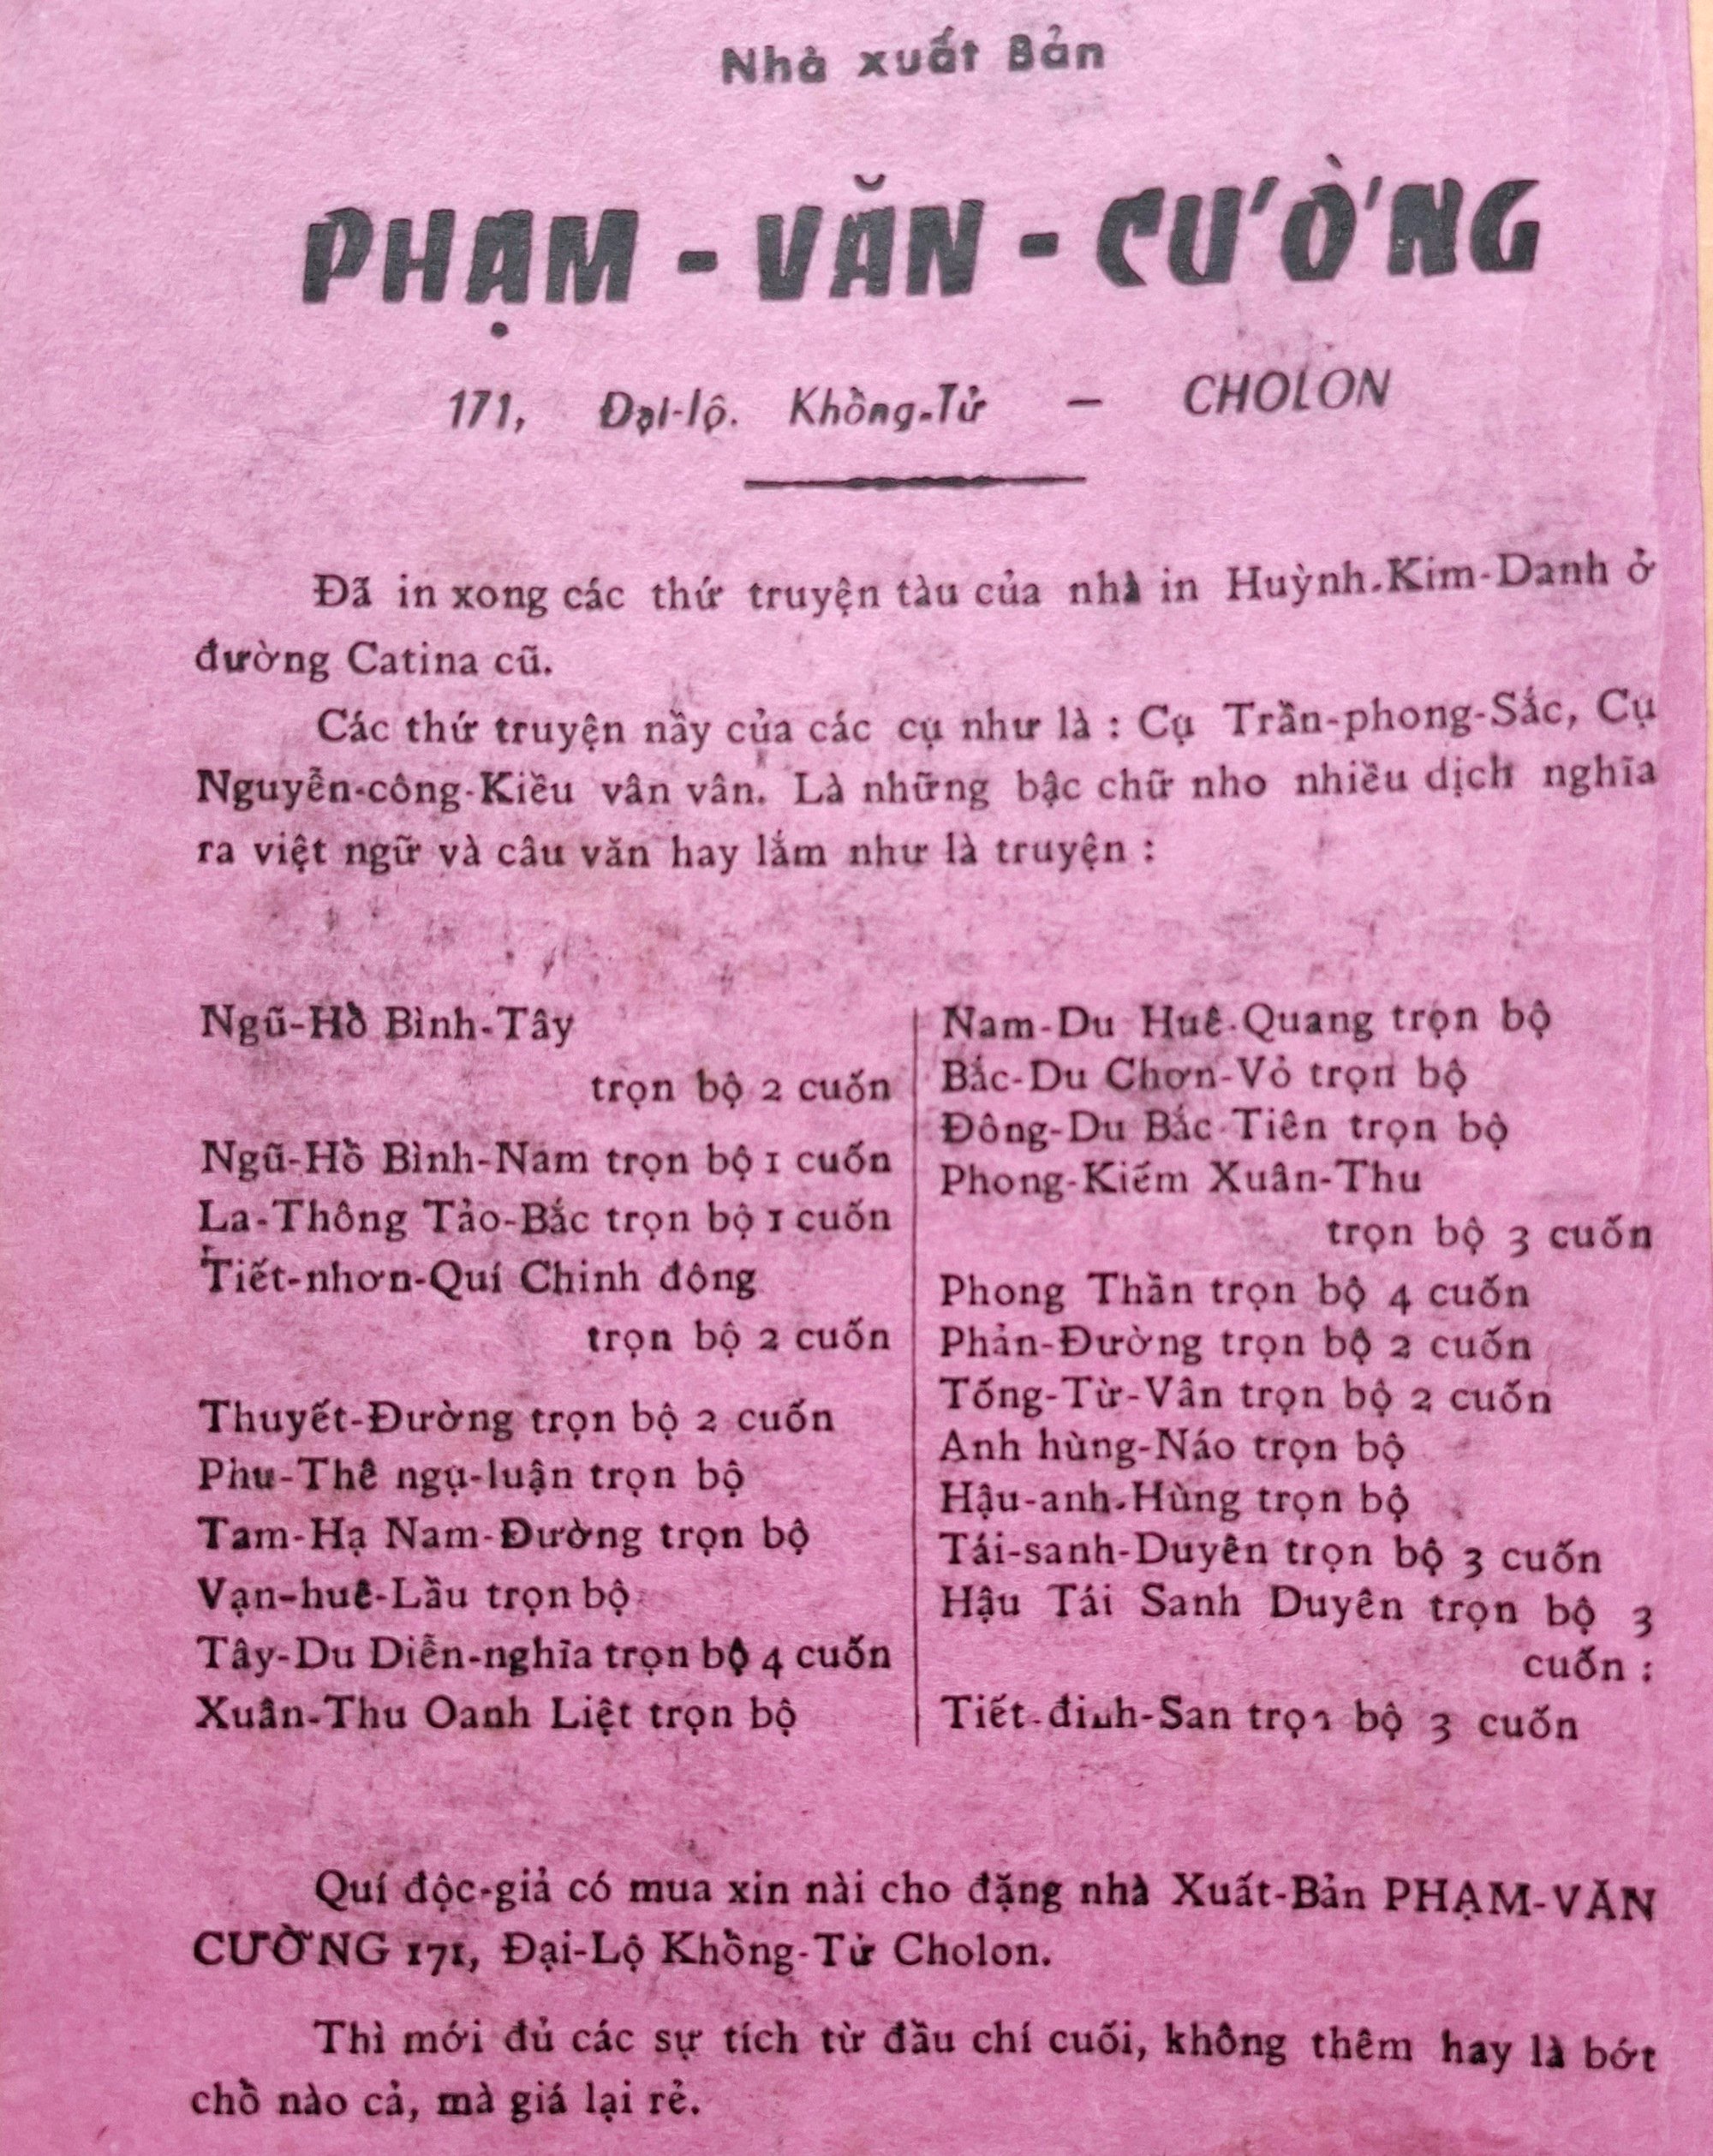 Nhà xuất Bản
PHẠM - VĂN - CƯỜNG
171, Đại-lộ. Khồng-Tử — CHOLON
Đã in xong các thứ truyện tàu của nhà in Huỳnh-Kim-Danh ở
đường Catina cũ.
Các thứ truyện nầy của các cụ như là : Cụ Trần-phong-Sắc, Cụ
Nguyễn-công-Kiều vân vân. Là những bậc chữ nho nhiều dịch nghĩa
ra việt ngữ và câu văn hay lắm như là truyện :
Ngũ-Hồ Bình-Tây
trọn bộ 2 cuốn
Ngũ-Hồ Bình-Nam trọn bộ 1 cuốn
La-Thông Tảo-Bắc trọn bộ 1 cuốn
Tiết-nhơn-Quí Chinh đông
trọn bộ 2 cuốn
Thuyết-Đường trọn bộ 2 cuốn
Phu-Thê ngụ-luận trọn bộ
Tam-Hạ Nam-Đường trọn bộ
Vạn-huê-Lầu trọn bộ
Tây-Du Diễn-nghĩa trọn bộ 4 cuốn
Xuân-Thu Oanh Liệt trọn bộ
Nam-Du Huê-Quang trọn bộ
Bắc-Du Chơn-Vỏ trọn bộ
Đông-Du Bắc-Tiên trọn bộ
Phong-Kiếm Xuân-Thu
trọn bộ 3 cuốn
Phong Thần trọn bộ 4 cuốn
Phản-Đường trọn bộ 2 cuốn
Tống-Từ-Vân trọn bộ 2 cuốn
Anh hùng-Náo trọn bộ
Hậu-anh-Hùng trọn bộ
Tái-sanh-Duyên trọn bộ 3 cuốn
Hậu Tái Sanh Duyên trọn bộ 3
cuốn :
Tiết-đinh-San trọn bộ 3 cuốn
Quí độc-giả có mua xin nài cho đặng nhà Xuất-Bản PHẠM-VĂN
CƯỜNG 171, Đại-Lộ Khồng-Tử Cholon.
Thì mới đủ các sự tích từ đầu chí cuối, không thêm hay là bớt
chỗ nào cả, mà giá lại rẻ.